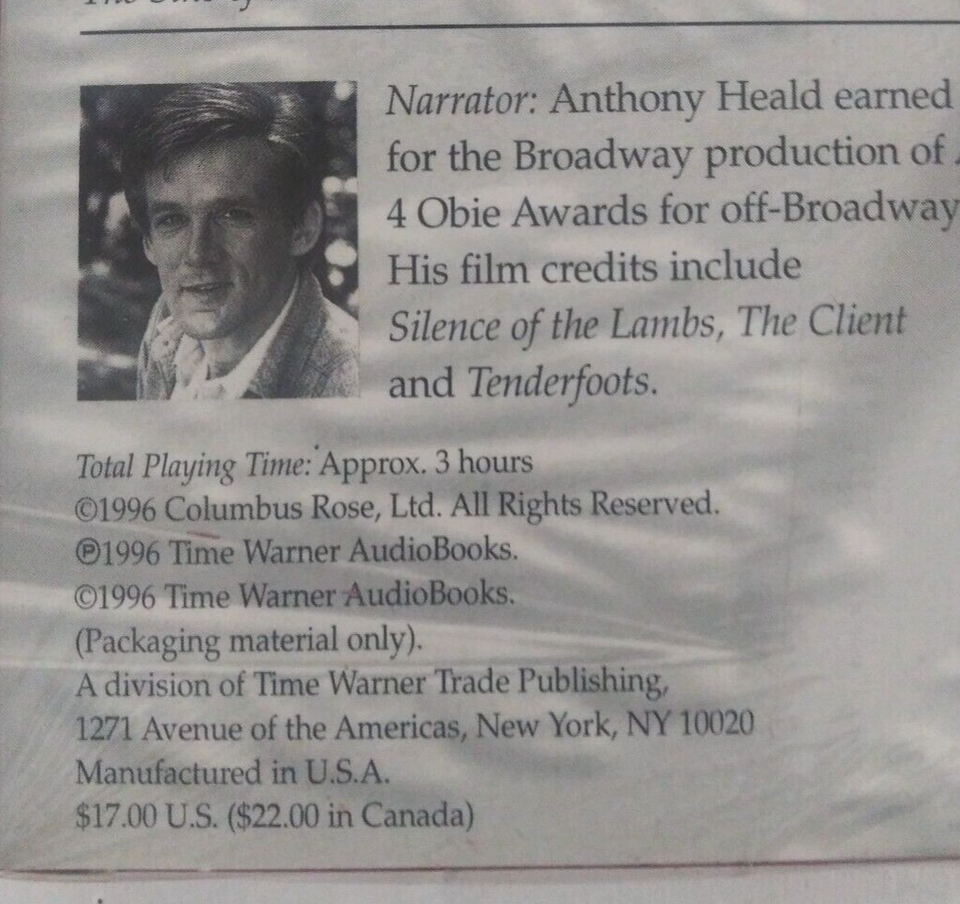 Narrator: Anthony Heald earned
for the Broadway production of
4 Obie Awards for off-Broadway
His film credits include
Silence of the Lambs, The Client
and Tenderfoots.
Total Playing Time: Approx. 3 hours
©1996 Columbus Rose, Ltd. All Rights Reserved.
℗1996 Time Warner AudioBooks.
©1996 Time Warner AudioBooks.
(Packaging material only).
A division of Time Warner Trade Publishing,
1271 Avenue of the Americas, New York, NY 10020
Manufactured in U.S.A.
$17.00 U.S. ($22.00 in Canada)